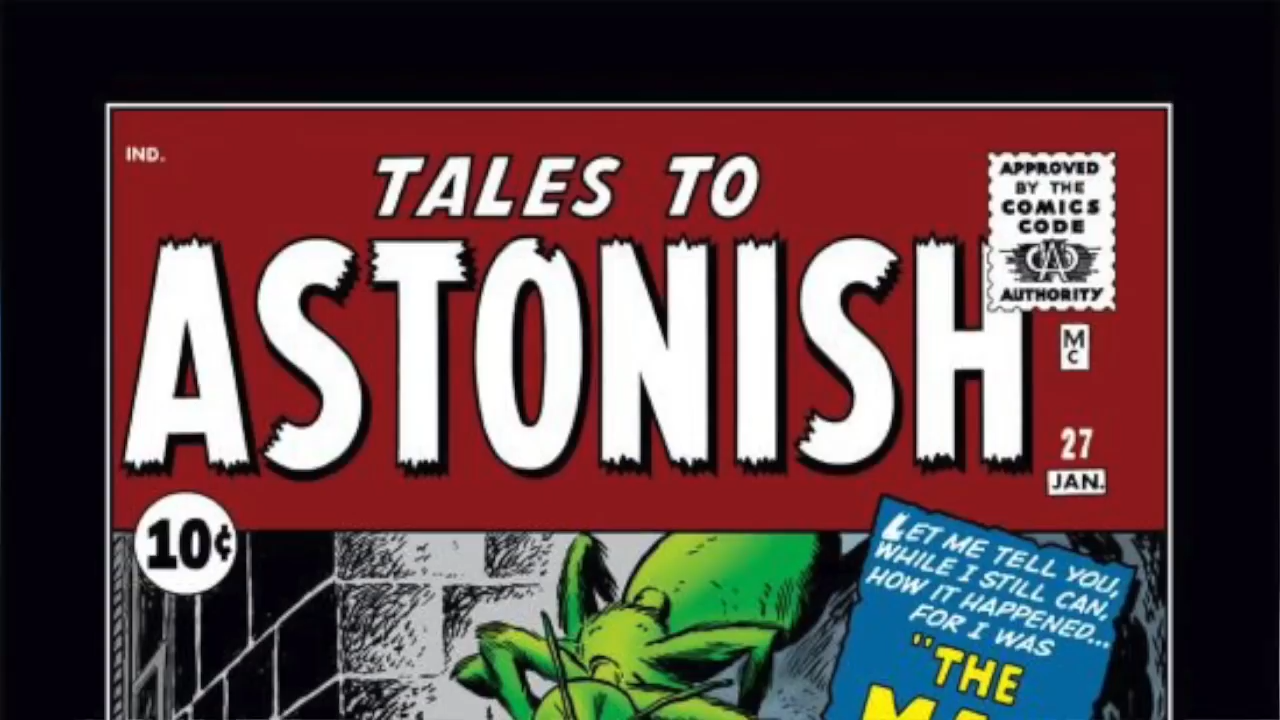 IND.
TALES TO
ASTONISH
APPROVED
BY THE
COMICS
CODE
CA
AUTHORITY
M
C
27
JAN.
10¢
LET ME TELL YOU,
WHILE I STILL CAN,
HOW IT HAPPENED...
FOR I WAS
"THE